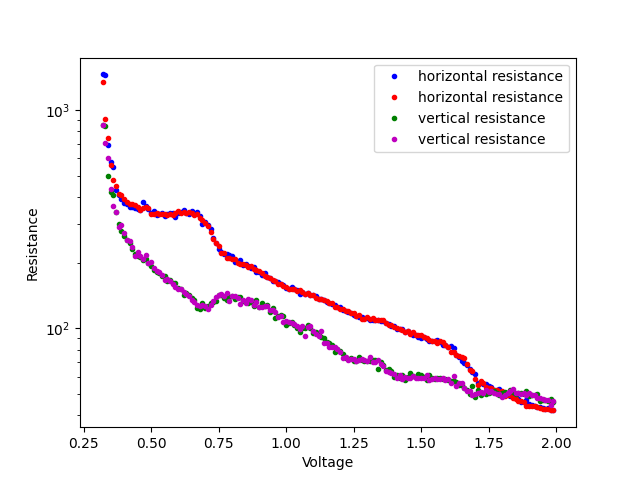 horizontal resistance
horizontal resistance
vertical resistance
vertical resistance
10³
10²
Resistance
0.25 0.50 0.75 1.00 1.25 1.50 1.75 2.00
Voltage